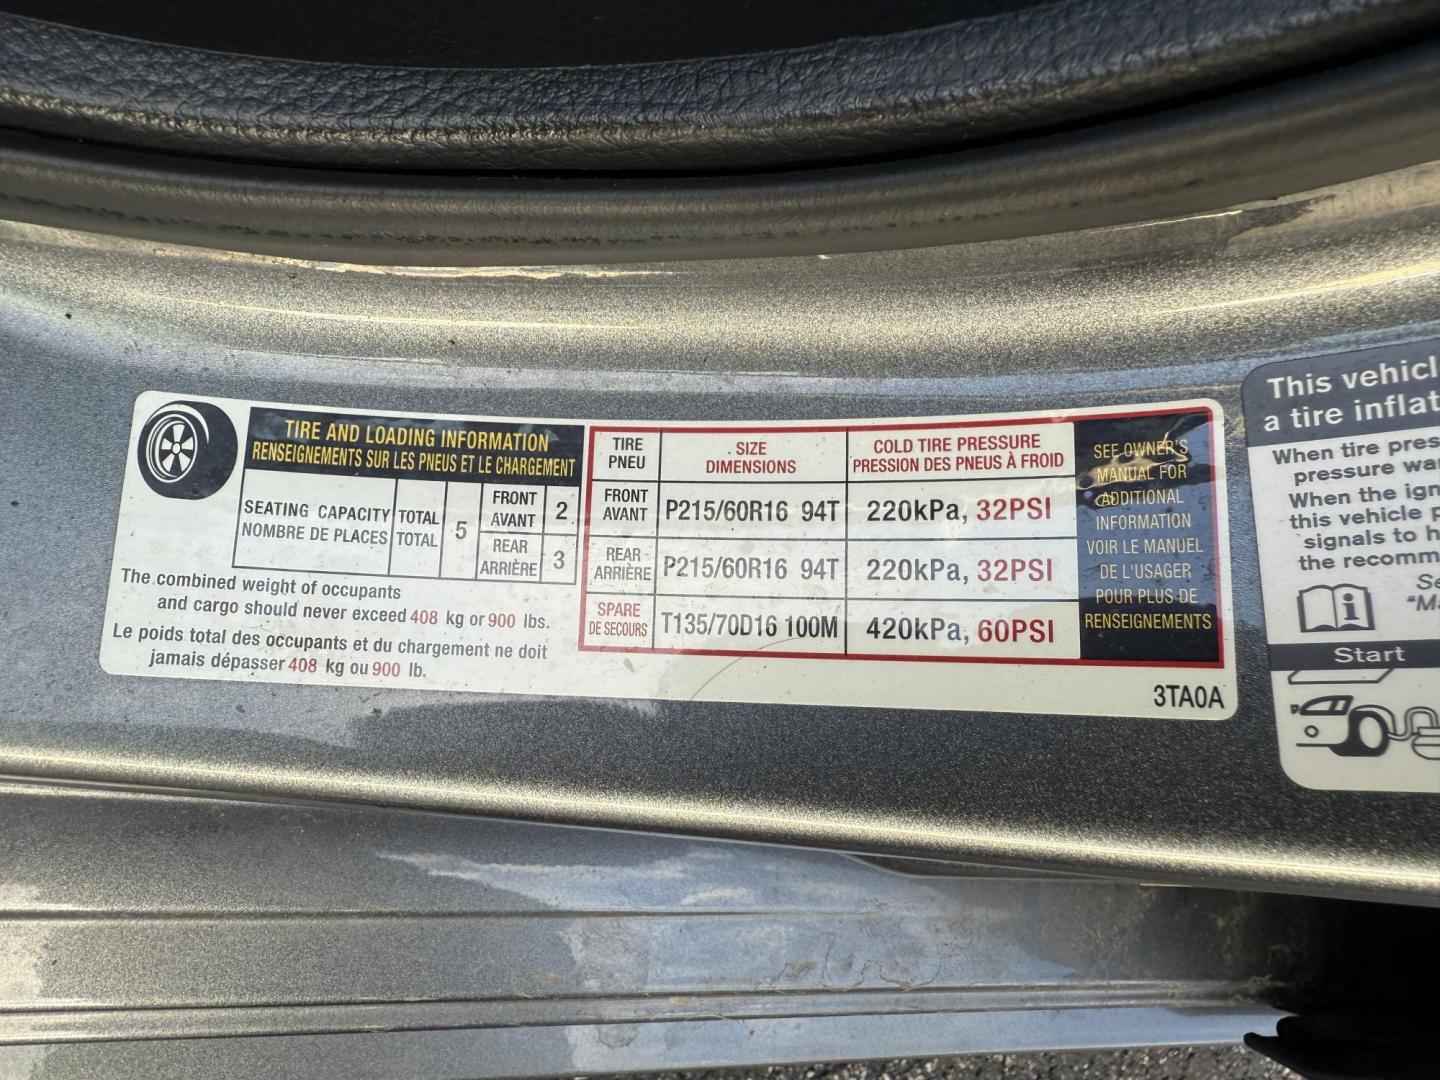 TIRE AND LOADING INFORMATION
RENSEIGNEMENTS SUR LES PNEUS ET LE CHARGEMENT
SEATING CAPACITY
NOMBRE DE PLACES
TOTAL
TOTAL
5
FRONT
AVANT
2
REAR
ARRIÈRE
3
The combined weight of occupants
and cargo should never exceed 408 kg or 900 lbs.
Le poids total des occupants et du chargement ne doit
jamais dépasser 408 kg ou 900 lb.
TIRE
PNEU
SIZE
DIMENSIONS
COLD TIRE PRESSURE
PRESSION DES PNEUS À FROID
FRONT
AVANT
P215/60R16 94T
220kPa, 32PSI
REAR
ARRIÈRE
P215/60R16 94T
220kPa, 32PSI
SPARE
DE SECOURS
T135/70D16 100M
420kPa, 60PSI
SEE OWNER'S
MANUAL FOR
ADDITIONAL
INFORMATION
VOIR LE MANUEL
DE L'USAGER
POUR PLUS DE
RENSEIGNEMENTS
3TA0A
This vehicl
a tire inflat
When tire pres
pressure wa
When the ign
this vehicle p
signals to h
the recomm
Se
"Ma
Start